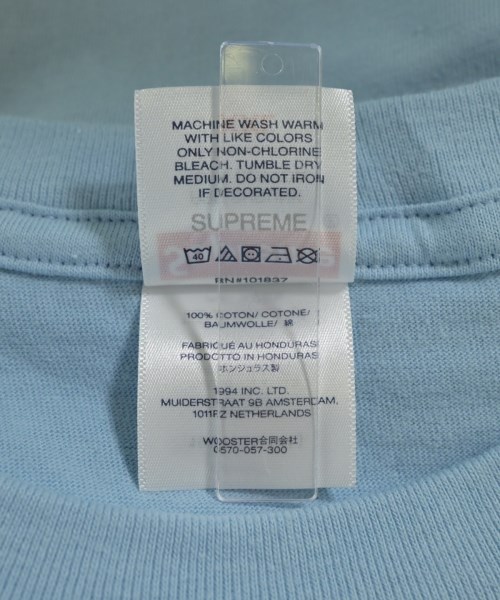 MACHINE WASH WARM
WITH LIKE COLORS
ONLY NON-CHLORINE
BLEACH. TUMBLE DRY
MEDIUM. DO NOT IRON
IF DECORATED.
SUPREME
40
RN#101837
100% COTON/ COTONE/
BAUMWOLLE/ 綿
FABRIQUÉ AU HONDURAS
PRODOTTO IN HONDURAS
ホンジュラス製
1994 INC. LTD.
MUIDERSTRAAT 9B AMSTERDAM,
1011PZ NETHERLANDS
WOOSTER合同会社
0570-057-300